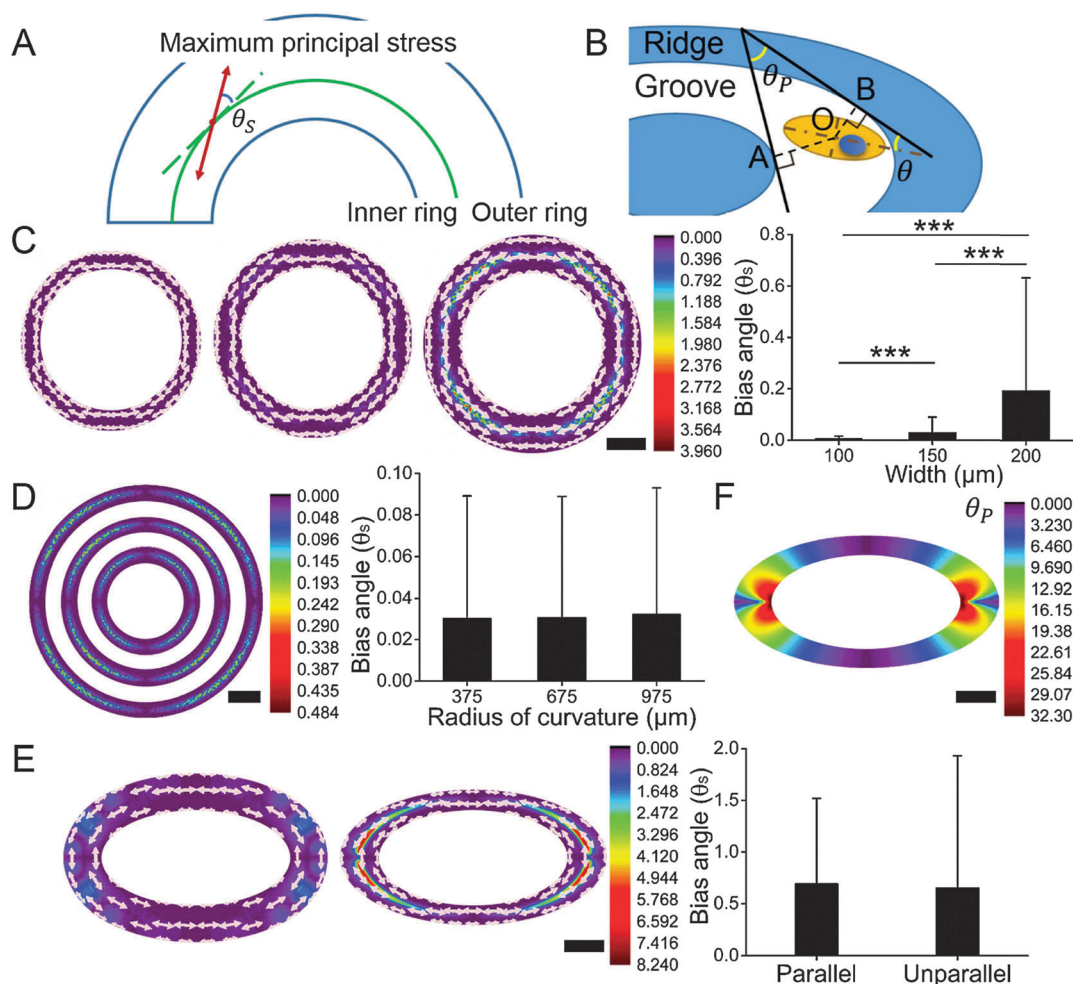 A
Maximum principal stress
θS
Inner ring
Outer ring
B
Ridge
Groove
θP
B
O
A
θ
C
0.000
0.396
0.792
1.188
1.584
1.980
2.376
2.772
3.168
3.564
3.960
Bias angle (θs)
0.8
0.6
0.4
0.2
0.0
***
***
***
100
150
200
Width (μm)
D
0.000
0.048
0.096
0.145
0.193
0.242
0.290
0.338
0.387
0.435
0.484
Bias angle (θs)
0.10
0.08
0.06
0.04
0.02
0.00
375
675
975
Radius of curvature (μm)
F
θP
0.000
3.230
6.460
9.690
12.92
16.15
19.38
22.61
25.84
29.07
32.30
E
0.000
0.824
1.648
2.472
3.296
4.120
4.944
5.768
6.592
7.416
8.240
Bias angle (θs)
2.0
1.5
1.0
0.5
0.0
Parallel
Unparallel